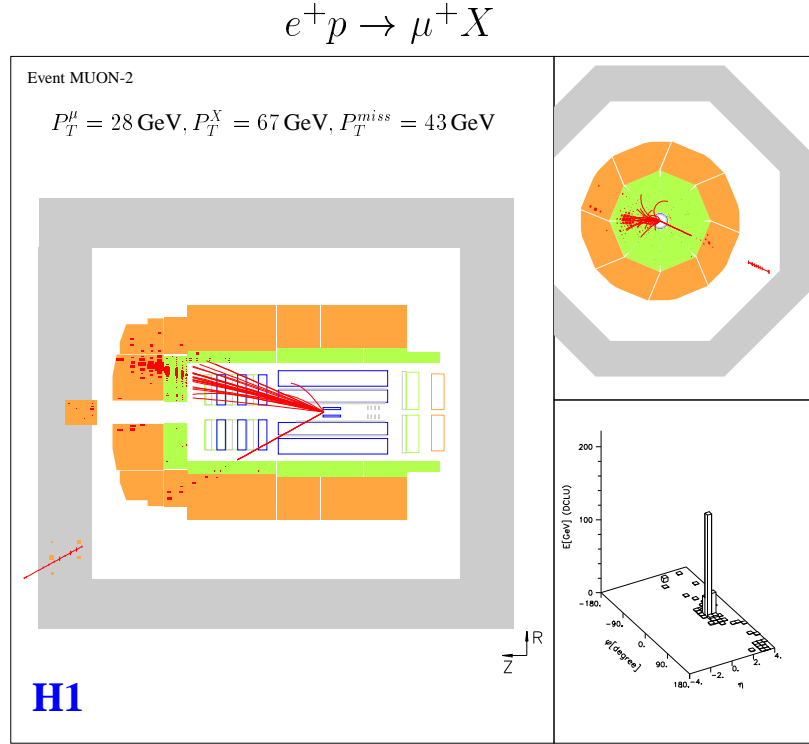 e⁺p → μ⁺X
Event MUON-2
P_T^μ = 28 GeV, P_T^X = 67 GeV, P_T^miss = 43 GeV
R
Z
H1
E[GeV] (DCLU)
200
100
0
-180.
-90.
0.
90.
180.
φ[degree]
-4.
-2.
0.
2.
4.
η